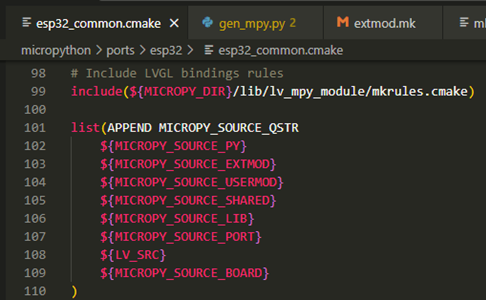 esp32_common.cmake
gen_mpy.py 2
extmod.mk
micropython > ports > esp32 > esp32_common.cmake
98 # Include LVGL bindings rules
99 include(${MICROPY_DIR}/lib/lv_mpy_module/mkrules.cmake)
100
101 list(APPEND MICROPY_SOURCE_QSTR
102 ${MICROPY_SOURCE_PY}
103 ${MICROPY_SOURCE_EXTMOD}
104 ${MICROPY_SOURCE_USERMOD}
105 ${MICROPY_SOURCE_SHARED}
106 ${MICROPY_SOURCE_LIB}
107 ${MICROPY_SOURCE_PORT}
108 ${LV_SRC}
109 ${MICROPY_SOURCE_BOARD}
110 )